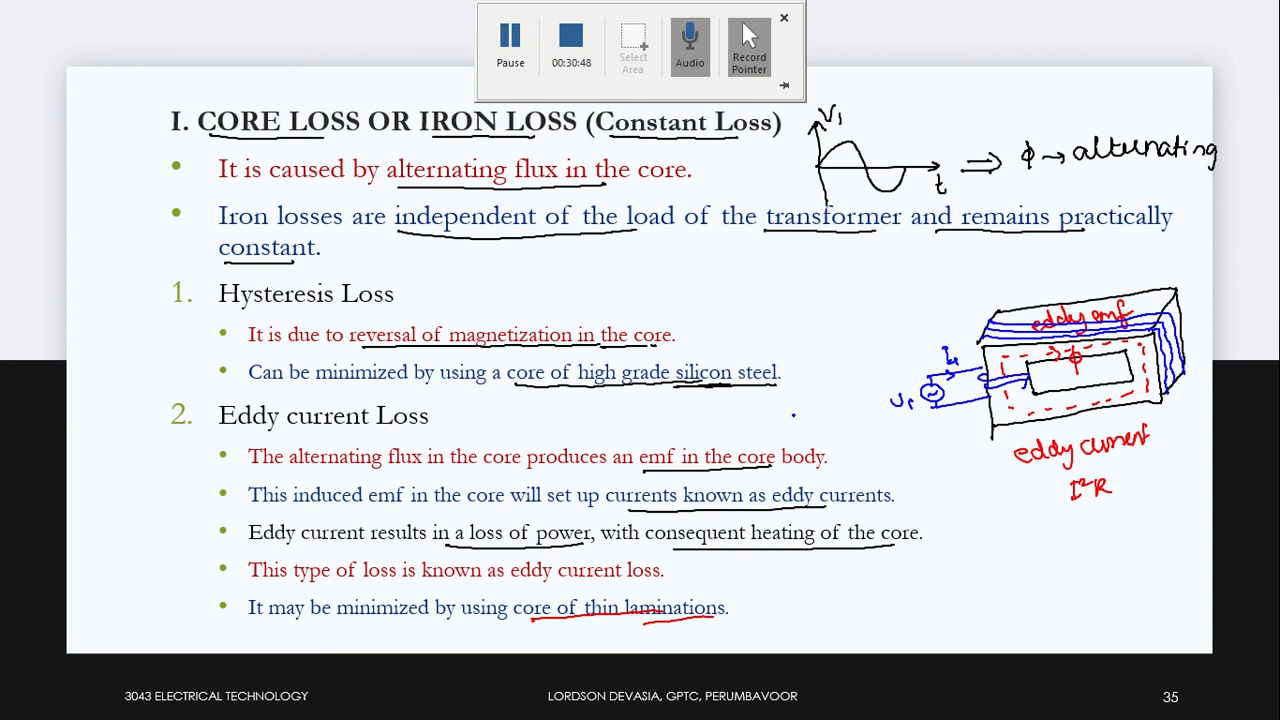 Pause
00:30:48
Select
Area
Audio
Record
Pointer
I. CORE LOSS OR IRON LOSS (Constant Loss)
V1
t
⇒ ϕ → alternating
• It is caused by alternating flux in the core.
• Iron losses are independent of the load of the transformer and remains practically
constant.
1. Hysteresis Loss
• It is due to reversal of magnetization in the core.
• Can be minimized by using a core of high grade silicon steel.
eddy emf
ϕ
V1
2. Eddy current Loss
• The alternating flux in the core produces an emf in the core body.
• This induced emf in the core will set up currents known as eddy currents.
• Eddy current results in a loss of power, with consequent heating of the core.
• This type of loss is known as eddy current loss.
• It may be minimized by using core of thin laminations.
eddy current
I²R
3043 ELECTRICAL TECHNOLOGY
LORDSON DEVASIA, GPTC, PERUMBAVOOR
35